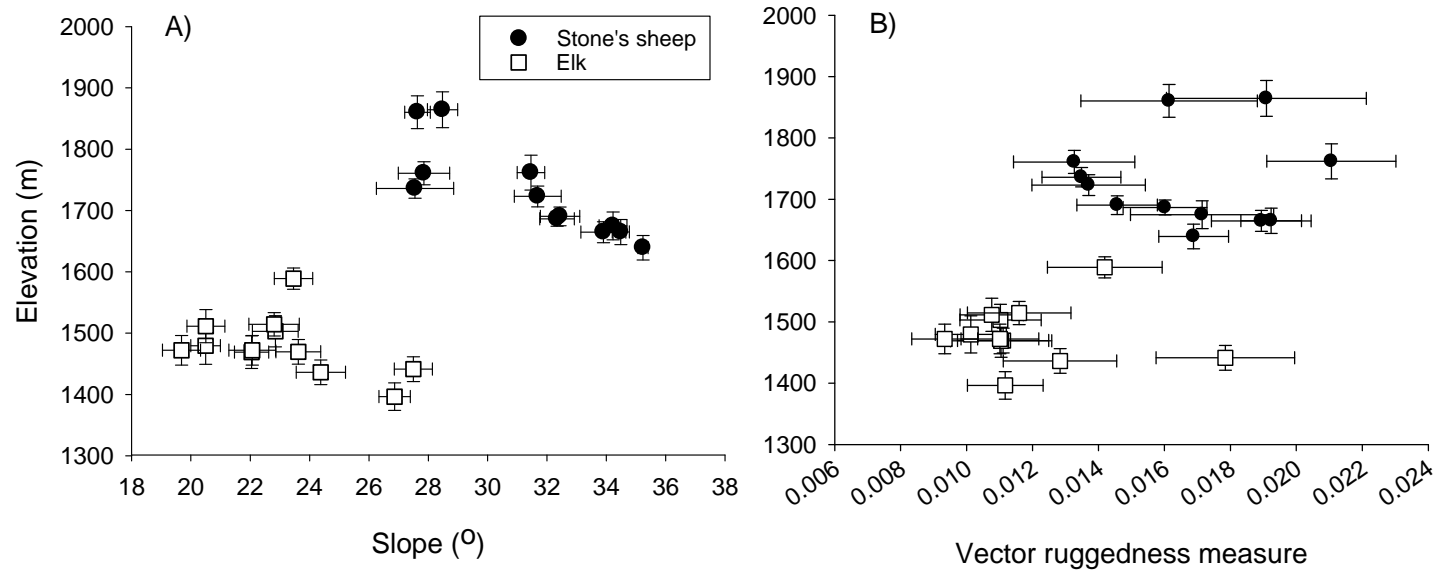 A)
Stone's sheep
Elk
2000
1900
1800
1700
1600
1500
1400
1300
Elevation (m)
18 20 22 24 26 28 30 32 34 36 38
Slope (º)
B)
2000
1900
1800
1700
1600
1500
1400
1300
0.006 0.008 0.010 0.012 0.014 0.016 0.018 0.020 0.022 0.024
Vector ruggedness measure